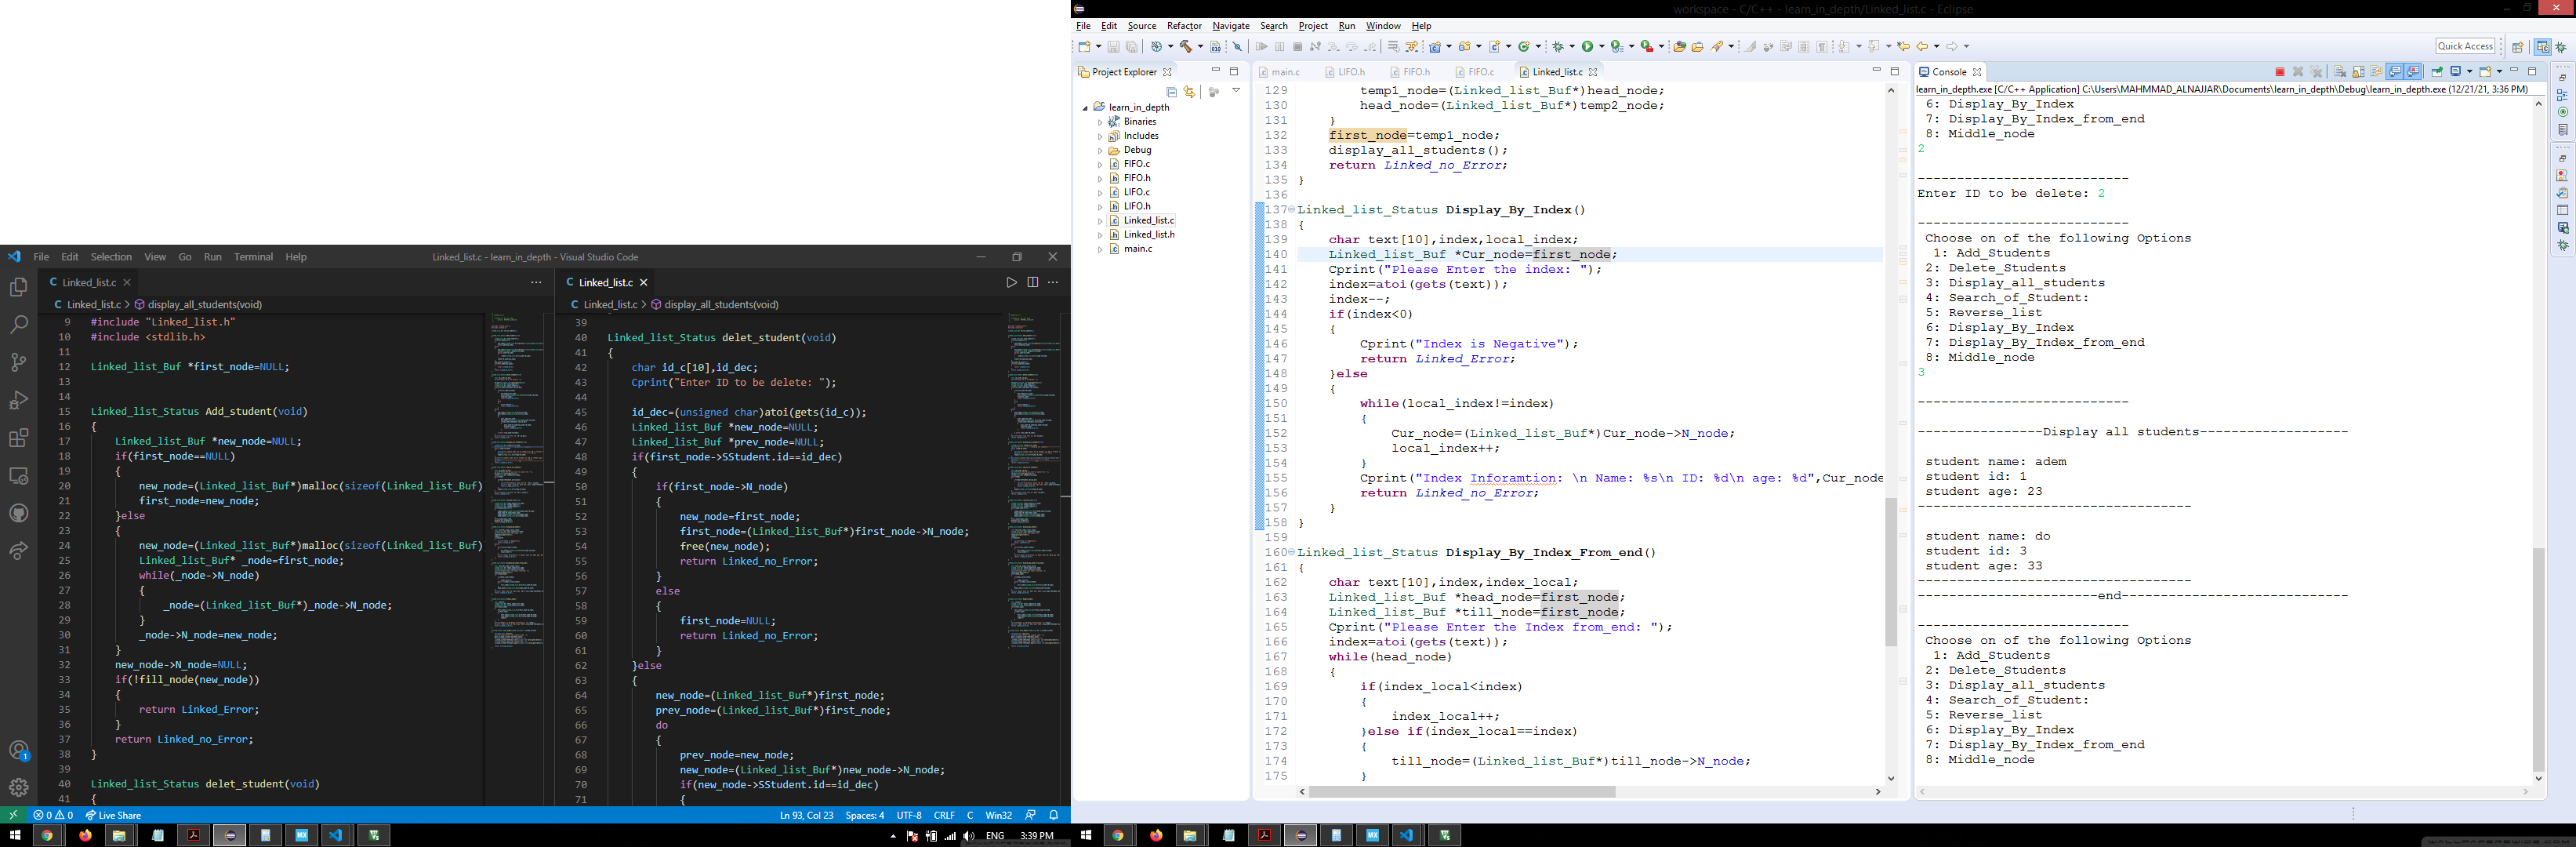 File Edit Selection View Go Run Terminal Help Linked_list.c - learn_in_depth - Visual Studio Code
Linked_list.c
Linked_list.c > display_all_students(void)
9 #include "Linked_list.h"
10 #include <stdlib.h>
11
12 Linked_list_Buf *first_node=NULL;
13
14
15 Linked_list_Status Add_student(void)
16 {
17 Linked_list_Buf *new_node=NULL;
18 if(first_node==NULL)
19 {
20 new_node=(Linked_list_Buf*)malloc(sizeof(Linked_list_Buf)
21 first_node=new_node;
22 }else
23 {
24 new_node=(Linked_list_Buf*)malloc(sizeof(Linked_list_Buf)
25 Linked_list_Buf* _node=first_node;
26 while(_node->N_node)
27 {
28 _node=(Linked_list_Buf*)_node->N_node;
29 }
30 _node->N_node=new_node;
31 }
32 new_node->N_node=NULL;
33 if(!fill_node(new_node))
34 {
35 return Linked_Error;
36 }
37 return Linked_no_Error;
38 }
39
40 Linked_list_Status delet_student(void)
41 {
Linked_list.c
Linked_list.c > display_all_students(void)
39
40 Linked_list_Status delet_student(void)
41 {
42 char id_c[10],id_dec;
43 Cprint("Enter ID to be delete: ");
44
45 id_dec=(unsigned char)atoi(gets(id_c));
46 Linked_list_Buf *new_node=NULL;
47 Linked_list_Buf *prev_node=NULL;
48 if(first_node->SStudent.id==id_dec)
49 {
50 if(first_node->N_node)
51 {
52 new_node=first_node;
53 first_node=(Linked_list_Buf*)first_node->N_node;
54 free(new_node);
55 return Linked_no_Error;
56 }
57 else
58 {
59 first_node=NULL;
60 return Linked_no_Error;
61 }
62 }else
63 {
64 new_node=(Linked_list_Buf*)first_node;
65 prev_node=(Linked_list_Buf*)first_node;
66 do
67 {
68 prev_node=new_node;
69 new_node=(Linked_list_Buf*)new_node->N_node;
70 if(new_node->SStudent.id==id_dec)
71 {
0 0 Live Share Ln 93, Col 23 Spaces: 4 UTF-8 CRLF C Win32
ENG 3:39 PM
workspace - C/C++ - learn_in_depth/Linked_list.c - Eclipse
File Edit Source Refactor Navigate Search Project Run Window Help
Quick Access
Project Explorer
learn_in_depth
Binaries
Includes
Debug
FIFO.c
FIFO.h
LIFO.c
LIFO.h
Linked_list.c
Linked_list.h
main.c
main.c LIFO.h FIFO.h FIFO.c Linked_list.c
129 temp1_node=(Linked_list_Buf*)head_node;
130 head_node=(Linked_list_Buf*)temp2_node;
131 }
132 first_node=temp1_node;
133 display_all_students();
134 return Linked_no_Error;
135 }
136
137 Linked_list_Status Display_By_Index()
138 {
139 char text[10],index,local_index;
140 Linked_list_Buf *Cur_node=first_node;
141 Cprint("Please Enter the index: ");
142 index=atoi(gets(text));
143 index--;
144 if(index<0)
145 {
146 Cprint("Index is Negative");
147 return Linked_Error;
148 }else
149 {
150 while(local_index!=index)
151 {
152 Cur_node=(Linked_list_Buf*)Cur_node->N_node;
153 local_index++;
154 }
155 Cprint("Index Inforamtion: \n Name: %s\n ID: %d\n age: %d",Cur_node
156 return Linked_no_Error;
157 }
158 }
159
160 Linked_list_Status Display_By_Index_From_end()
161 {
162 char text[10],index,index_local;
163 Linked_list_Buf *head_node=first_node;
164 Linked_list_Buf *till_node=first_node;
165 Cprint("Please Enter the Index from_end: ");
166 index=atoi(gets(text));
167 while(head_node)
168 {
169 if(index_local<index)
170 {
171 index_local++;
172 }else if(index_local==index)
173 {
174 till_node=(Linked_list_Buf*)till_node->N_node;
175 }
Console
learn_in_depth.exe [C/C++ Application] C:\Users\MAHMMAD_ALNAJJAR\Documents\learn_in_depth\Debug\learn_in_depth.exe (12/21/21, 3:36 PM)
6: Display_By_Index
7: Display_By_Index_from_end
8: Middle_node
2
---------------------------
Enter ID to be delete: 2
---------------------------
Choose on of the following Options
1: Add_Students
2: Delete_Students
3: Display_all_students
4: Search_of_Student:
5: Reverse_list
6: Display_By_Index
7: Display_By_Index_from_end
8: Middle_node
3
---------------------------
----------------Display all students-------------------
student name: adem
student id: 1
student age: 23
-----------------------------------
student name: do
student id: 3
student age: 33
-----------------------------------
-----------------------end-----------------------------
---------------------------
Choose on of the following Options
1: Add_Students
2: Delete_Students
3: Display_all_students
4: Search_of_Student:
5: Reverse_list
6: Display_By_Index
7: Display_By_Index_from_end
8: Middle_node